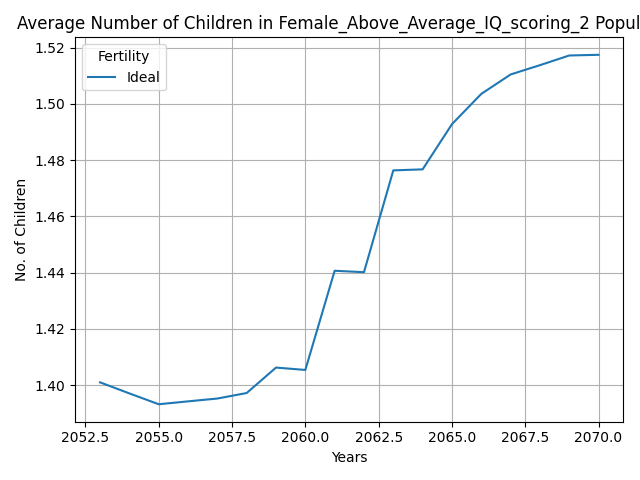 Average Number of Children in Female_Above_Average_IQ_scoring_2 Popul
Fertility
Ideal
No. of Children
1.52
1.50
1.48
1.46
1.44
1.42
1.40
2052.5 2055.0 2057.5 2060.0 2062.5 2065.0 2067.5 2070.0
Years